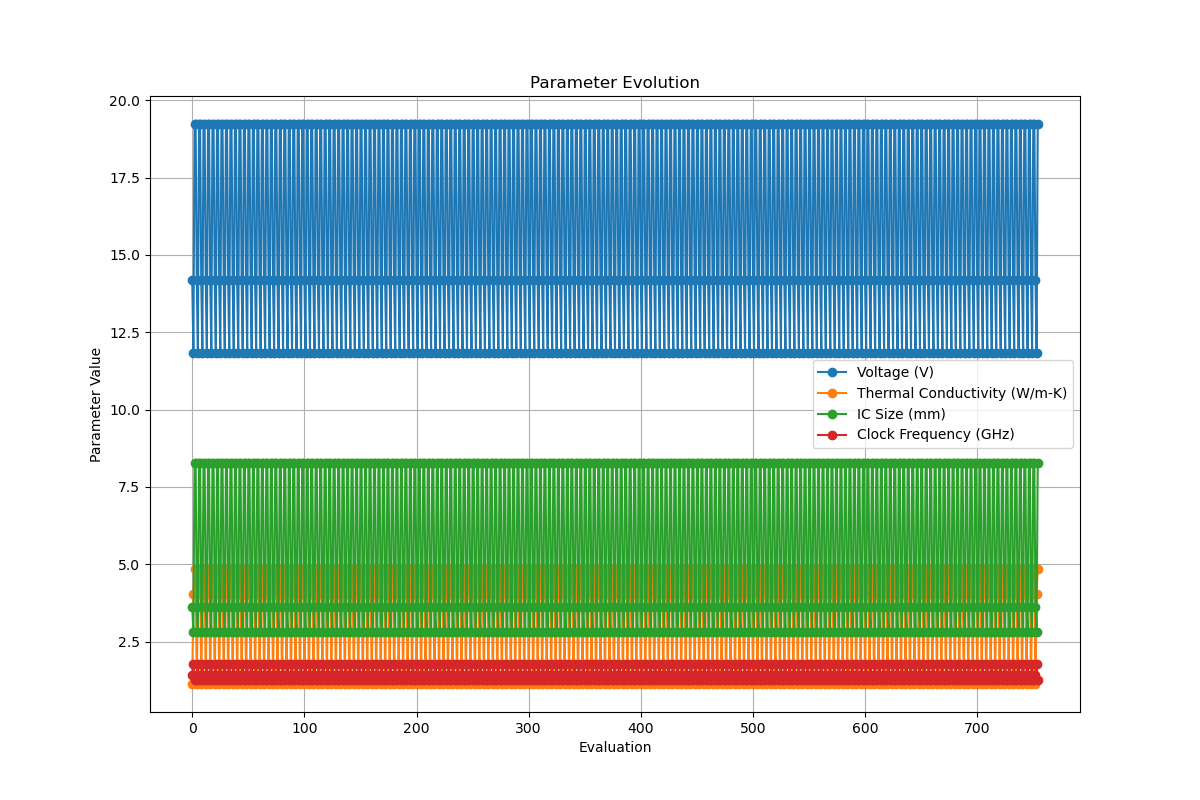 Parameter Evolution
20.0
17.5
15.0
12.5
10.0
7.5
5.0
2.5
Parameter Value
Voltage (V)
Thermal Conductivity (W/m-K)
IC Size (mm)
Clock Frequency (GHz)
0 100 200 300 400 500 600 700
Evaluation